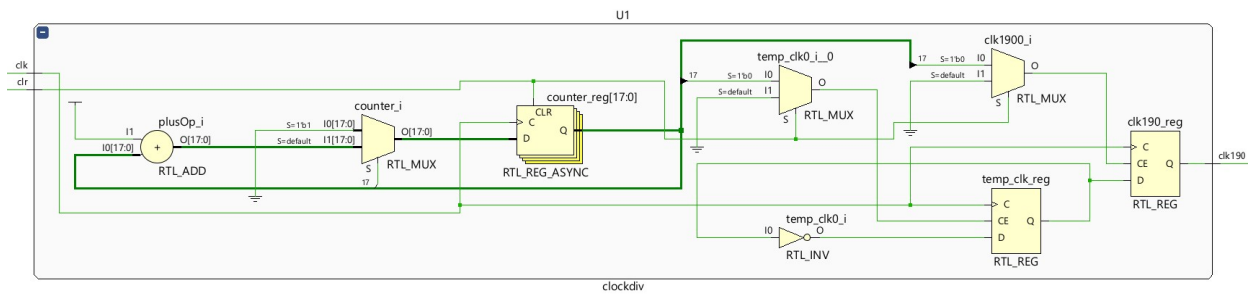 U1
clk
clr
plusOp_i
I1
I0[17:0]
+
O[17:0]
RTL_ADD
counter_i
S=1'b1
I0[17:0]
S=default
I1[17:0]
O[17:0]
S
RTL_MUX
17
counter_reg[17:0]
CLR
C
D
Q
RTL_REG_ASYNC
temp_clk0_i__0
17
S=1'b0
I0
S=default
I1
O
S
RTL_MUX
clk1900_i
17
S=1'b0
I0
S=default
I1
O
S
RTL_MUX
temp_clk0_i
I0
O
RTL_INV
temp_clk_reg
C
CE
Q
D
RTL_REG
clk190_reg
C
CE
Q
D
RTL_REG
clk190
clockdiv